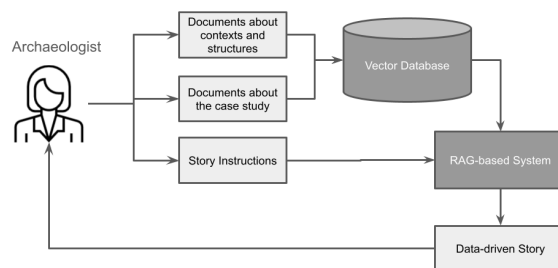 Archaeologist
Documents about
contexts and
structures
Documents about
the case study
Story Instructions
Vector Database
RAG-based System
Data-driven Story